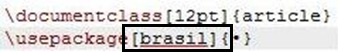 \documentclass[12pt]{article}
\usepackage[brasil]{•}